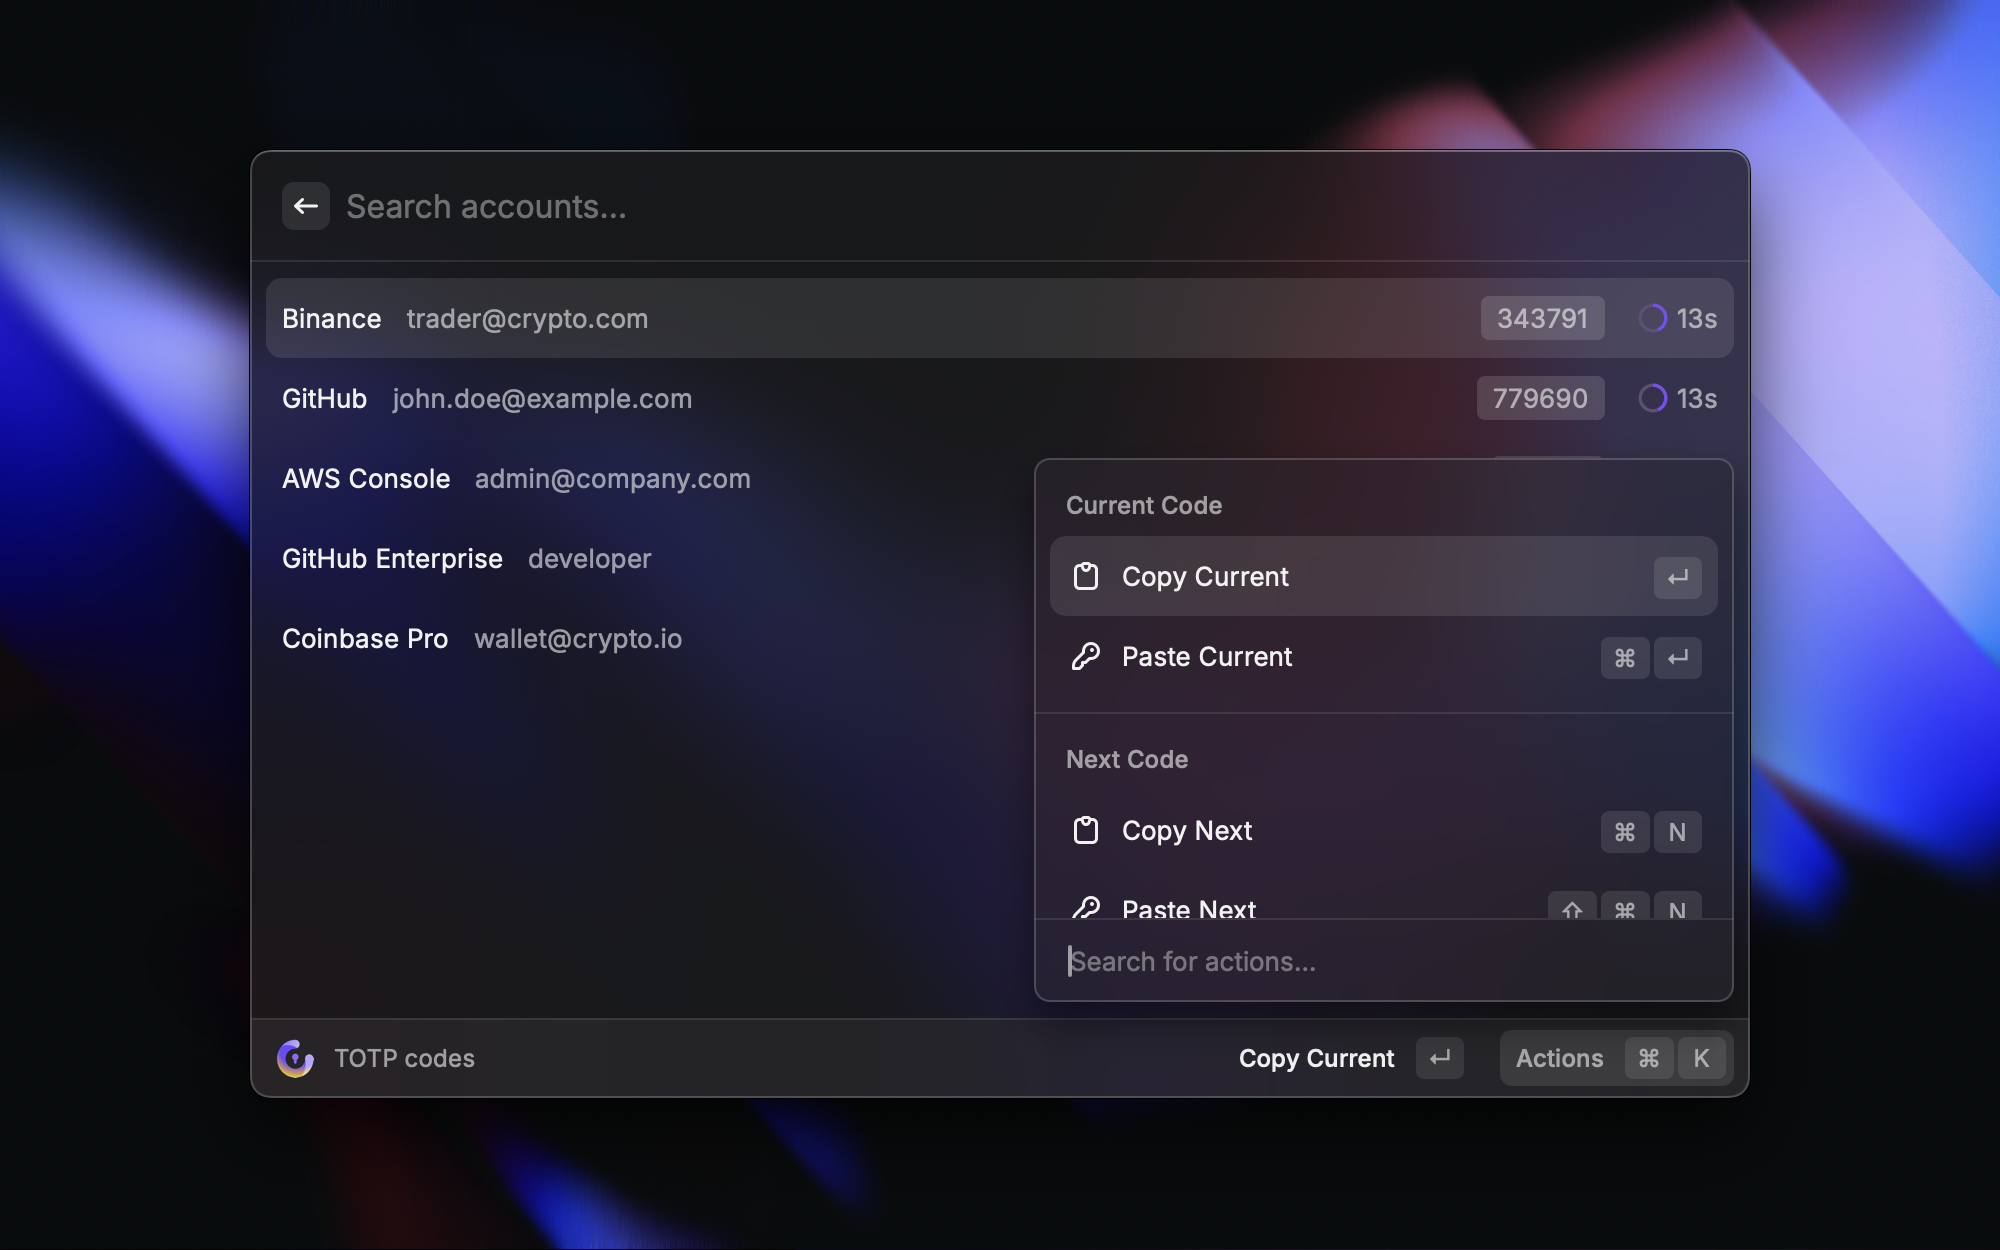 Search accounts...
Binance trader@crypto.com 343791 13s
GitHub john.doe@example.com 779690 13s
AWS Console admin@company.com
GitHub Enterprise developer
Coinbase Pro wallet@crypto.io
Current Code
Copy Current ↵
Paste Current ⌘ ↵
Next Code
Copy Next ⌘ N
Paste Next ⇧ ⌘ N
Search for actions...
TOTP codes
Copy Current ↵ Actions ⌘ K